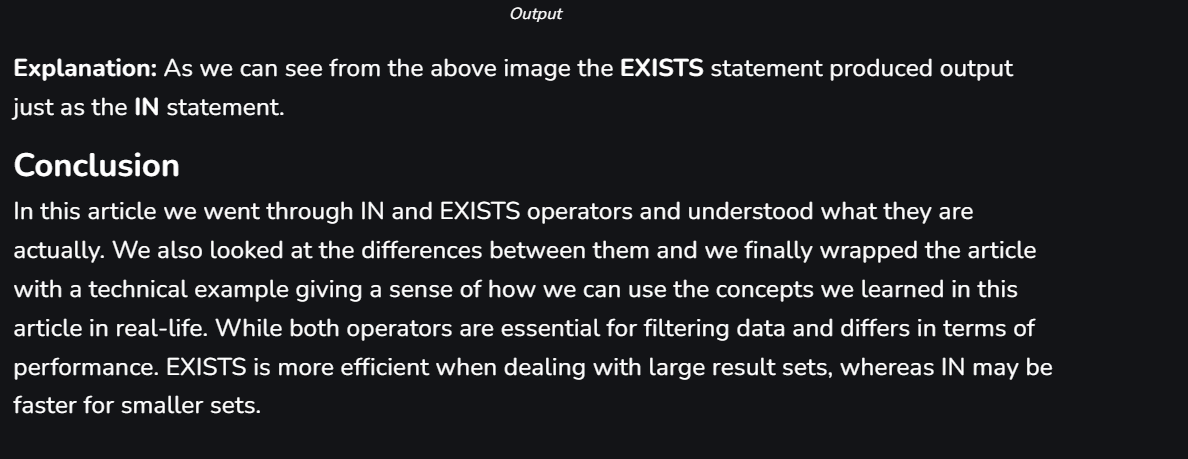 Output
Explanation: As we can see from the above image the EXISTS statement produced output
just as the IN statement.
Conclusion
In this article we went through IN and EXISTS operators and understood what they are
actually. We also looked at the differences between them and we finally wrapped the article
with a technical example giving a sense of how we can use the concepts we learned in this
article in real-life. While both operators are essential for filtering data and differs in terms of
performance. EXISTS is more efficient when dealing with large result sets, whereas IN may be
faster for smaller sets.